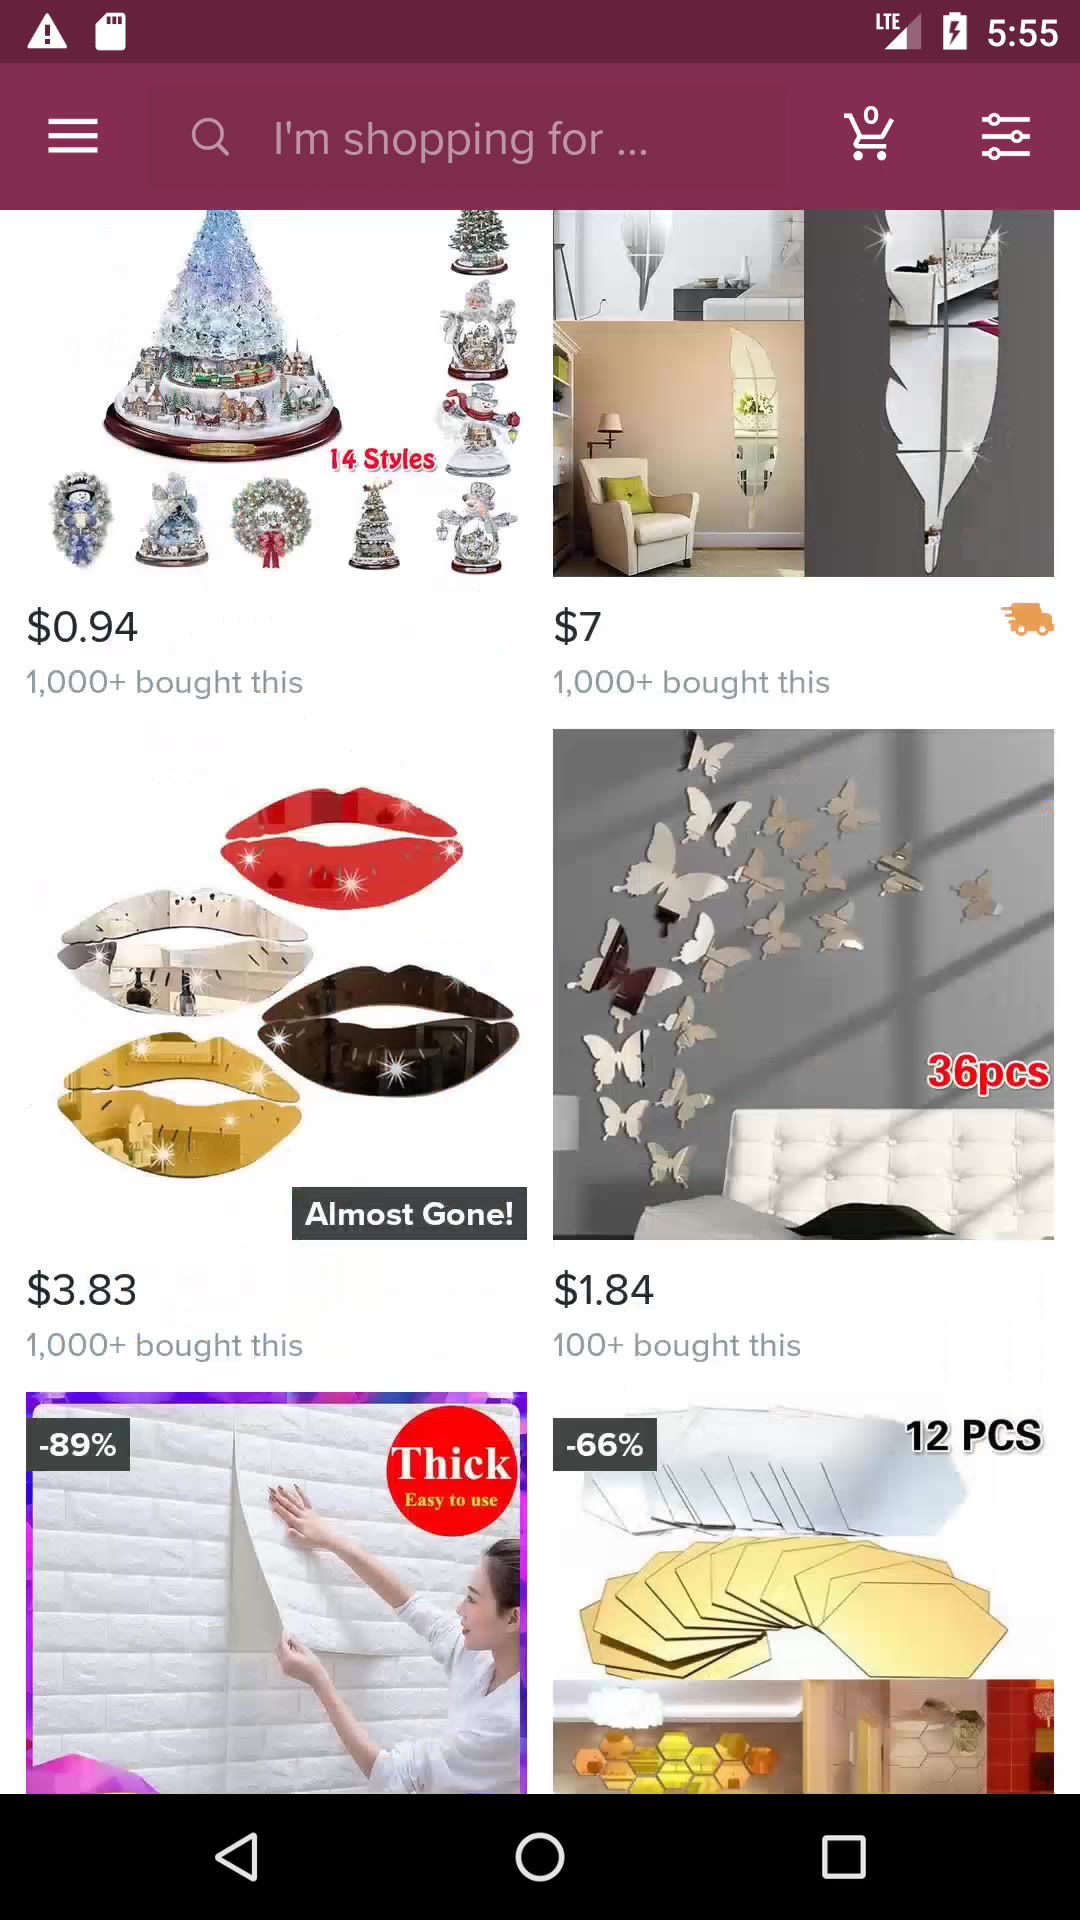 LTE
5:55
I'm shopping for ...
0
14 Styles
$0.94
1,000+ bought this
$7
1,000+ bought this
Almost Gone!
36pcs
$3.83
1,000+ bought this
$1.84
100+ bought this
-89%
Thick
Easy to use
-66%
12 PCS